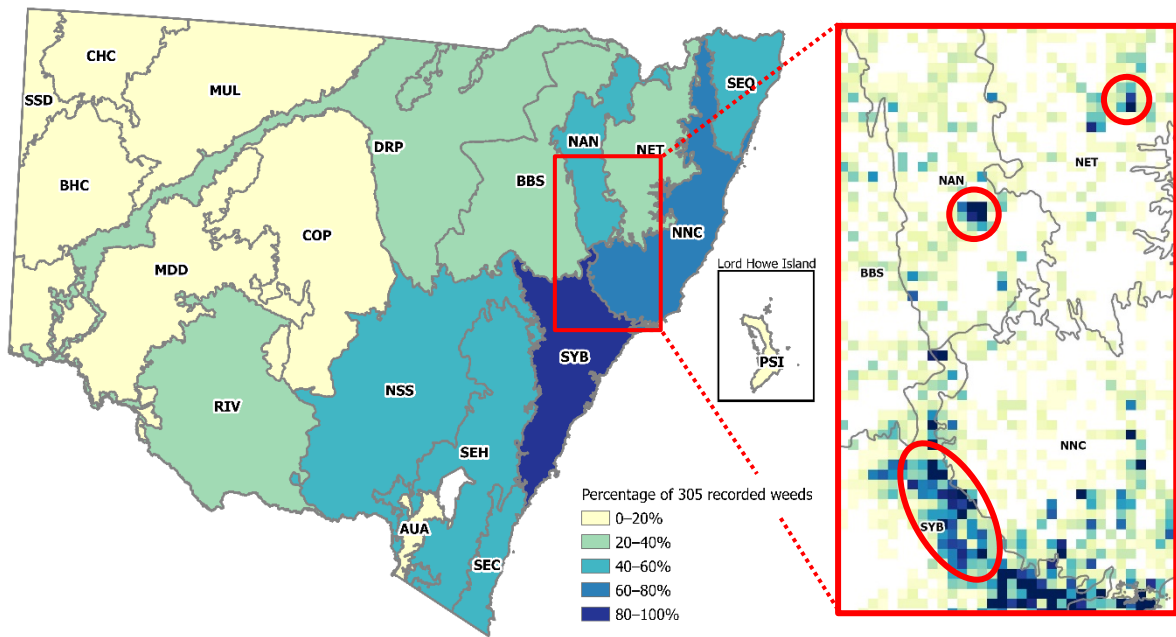 CHC
SSD
MUL
BHC
DRP
NAN
SEQ
NET
BBS
NNC
COP
MDD
Lord Howe Island
PSI
SYB
NSS
RIV
SEH
AUA
SEC
Percentage of 305 recorded weeds
0–20%
20–40%
40–60%
60–80%
80–100%
NET
NAN
BBS
NNC
SYB